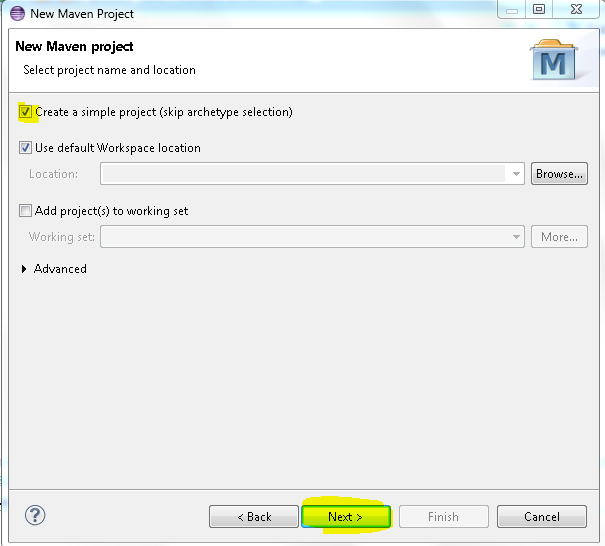 New Maven Project
New Maven project
Select project name and location
M
Create a simple project (skip archetype selection)
Use default Workspace location
Location:
Browse...
Add project(s) to working set
Working set:
More...
Advanced
?
< Back
Next >
Finish
Cancel